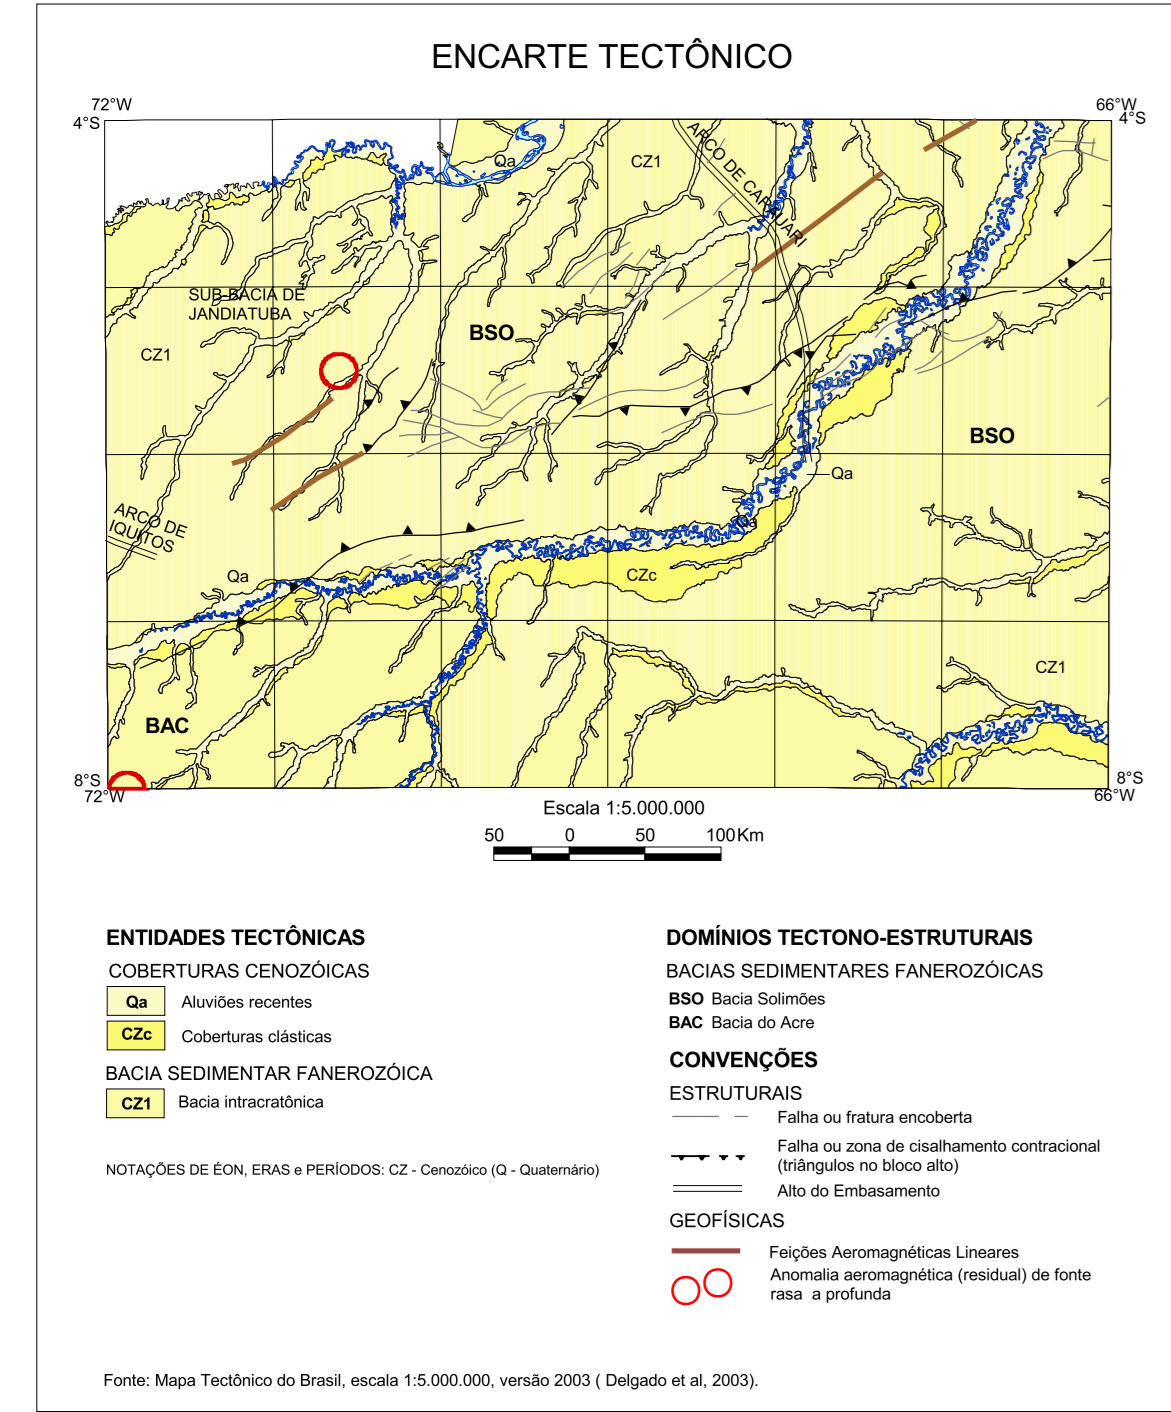 ENCARTE TECTÔNICO
72°W
66°W
4°S
4°S
Qa
CZ1
ARCO DE CARAUARI
SUB-BACIA DE
JANDIATUBA
BSO
CZ1
BSO
Qa
ARCO DE
IQUITOS
Qa
Qa
CZc
CZ1
BAC
8°S
8°S
72°W
66°W
Escala 1:5.000.000
50 0 50 100Km
ENTIDADES TECTÔNICAS
COBERTURAS CENOZÓICAS
Qa Aluviões recentes
CZc Coberturas clásticas
BACIA SEDIMENTAR FANEROZÓICA
CZ1 Bacia intracratônica
NOTAÇÕES DE ÉON, ERAS e PERÍODOS: CZ - Cenozóico (Q - Quaternário)
DOMÍNIOS TECTONO-ESTRUTURAIS
BACIAS SEDIMENTARES FANEROZÓICAS
BSO Bacia Solimões
BAC Bacia do Acre
CONVENÇÕES
ESTRUTURAIS
Falha ou fratura encoberta
Falha ou zona de cisalhamento contracional
(triângulos no bloco alto)
Alto do Embasamento
GEOFÍSICAS
Feições Aeromagnéticas Lineares
Anomalia aeromagnética (residual) de fonte
rasa a profunda
Fonte: Mapa Tectônico do Brasil, escala 1:5.000.000, versão 2003 ( Delgado et al, 2003).